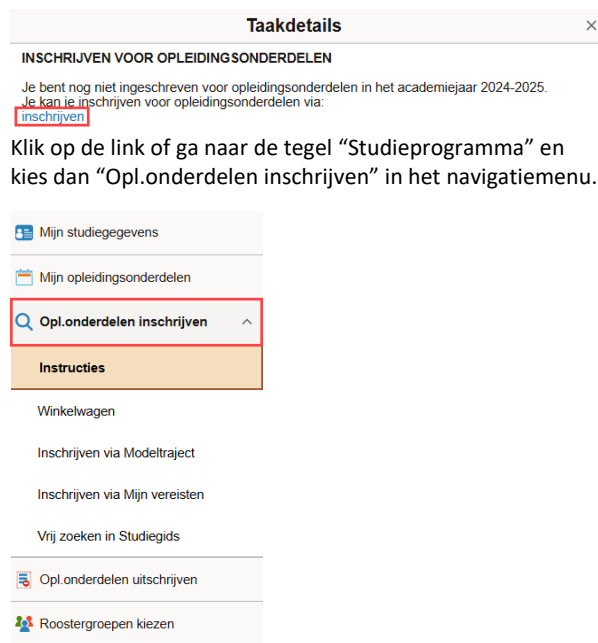 Taakdetails
INSCHRIJVEN VOOR OPLEIDINGSONDERDELEN
Je bent nog niet ingeschreven voor opleidingsonderdelen in het academiejaar 2024-2025.
Je kan je inschrijven voor opleidingsonderdelen via:
inschrijven
Klik op de link of ga naar de tegel “Studieprogramma” en
kies dan “Opl.onderdelen inschrijven” in het navigatiemenu.
Mijn studiegegevens
Mijn opleidingsonderdelen
Opl.onderdelen inschrijven
Instructies
Winkelwagen
Inschrijven via Modeltraject
Inschrijven via Mijn vereisten
Vrij zoeken in Studiegids
Opl.onderdelen uitschrijven
Roostergroepen kiezen